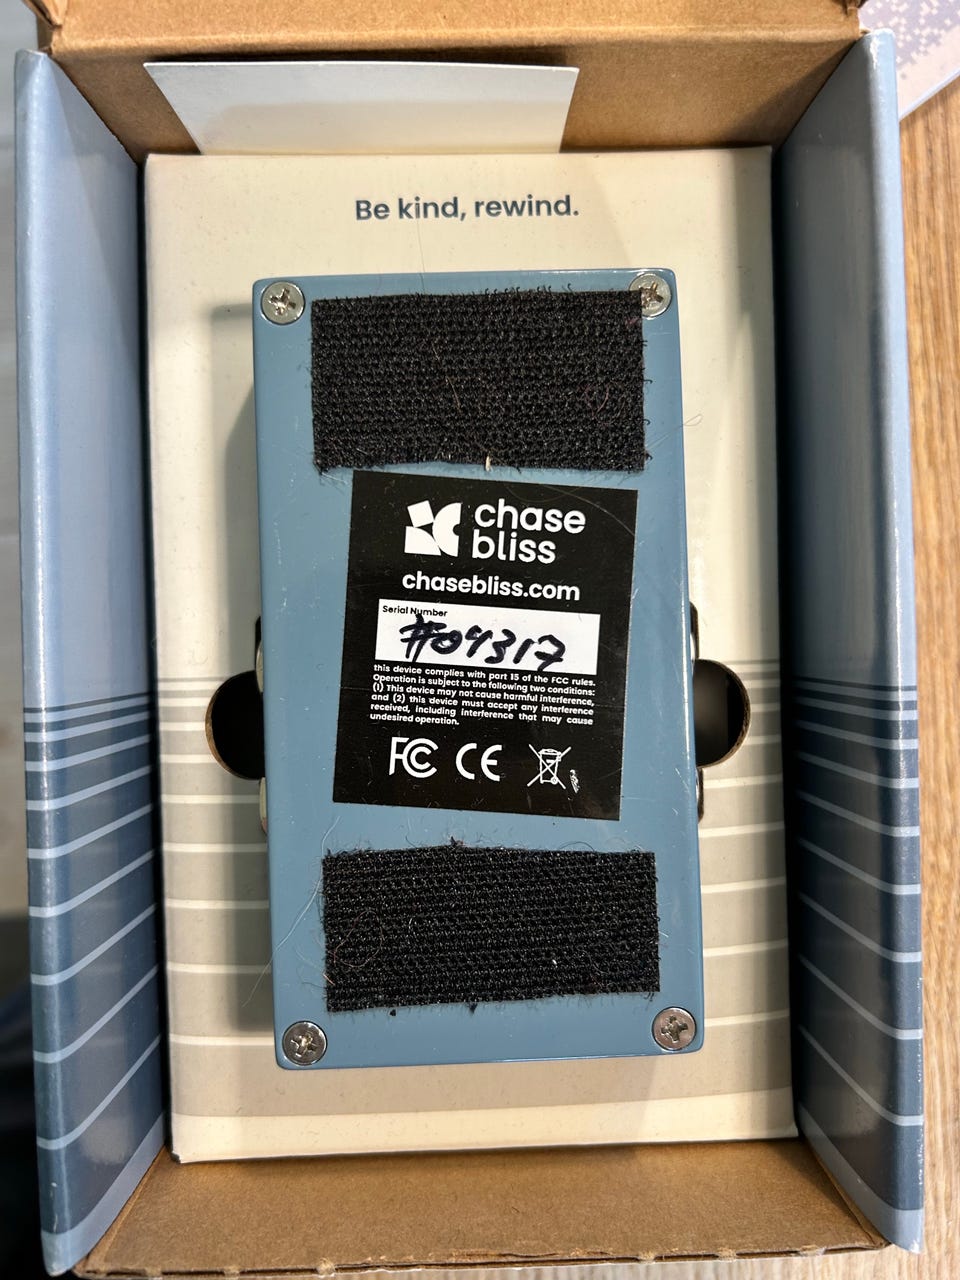 Be kind, rewind.
chase
bliss
chasebliss.com
Serial Number
#04317
this device complies with part 15 of the FCC rules.
Operation is subject to the following two conditions:
(1) This device may not cause harmful interference,
and (2) this device must accept any interference
received, including interference that may cause
undesired operation.
FC CE